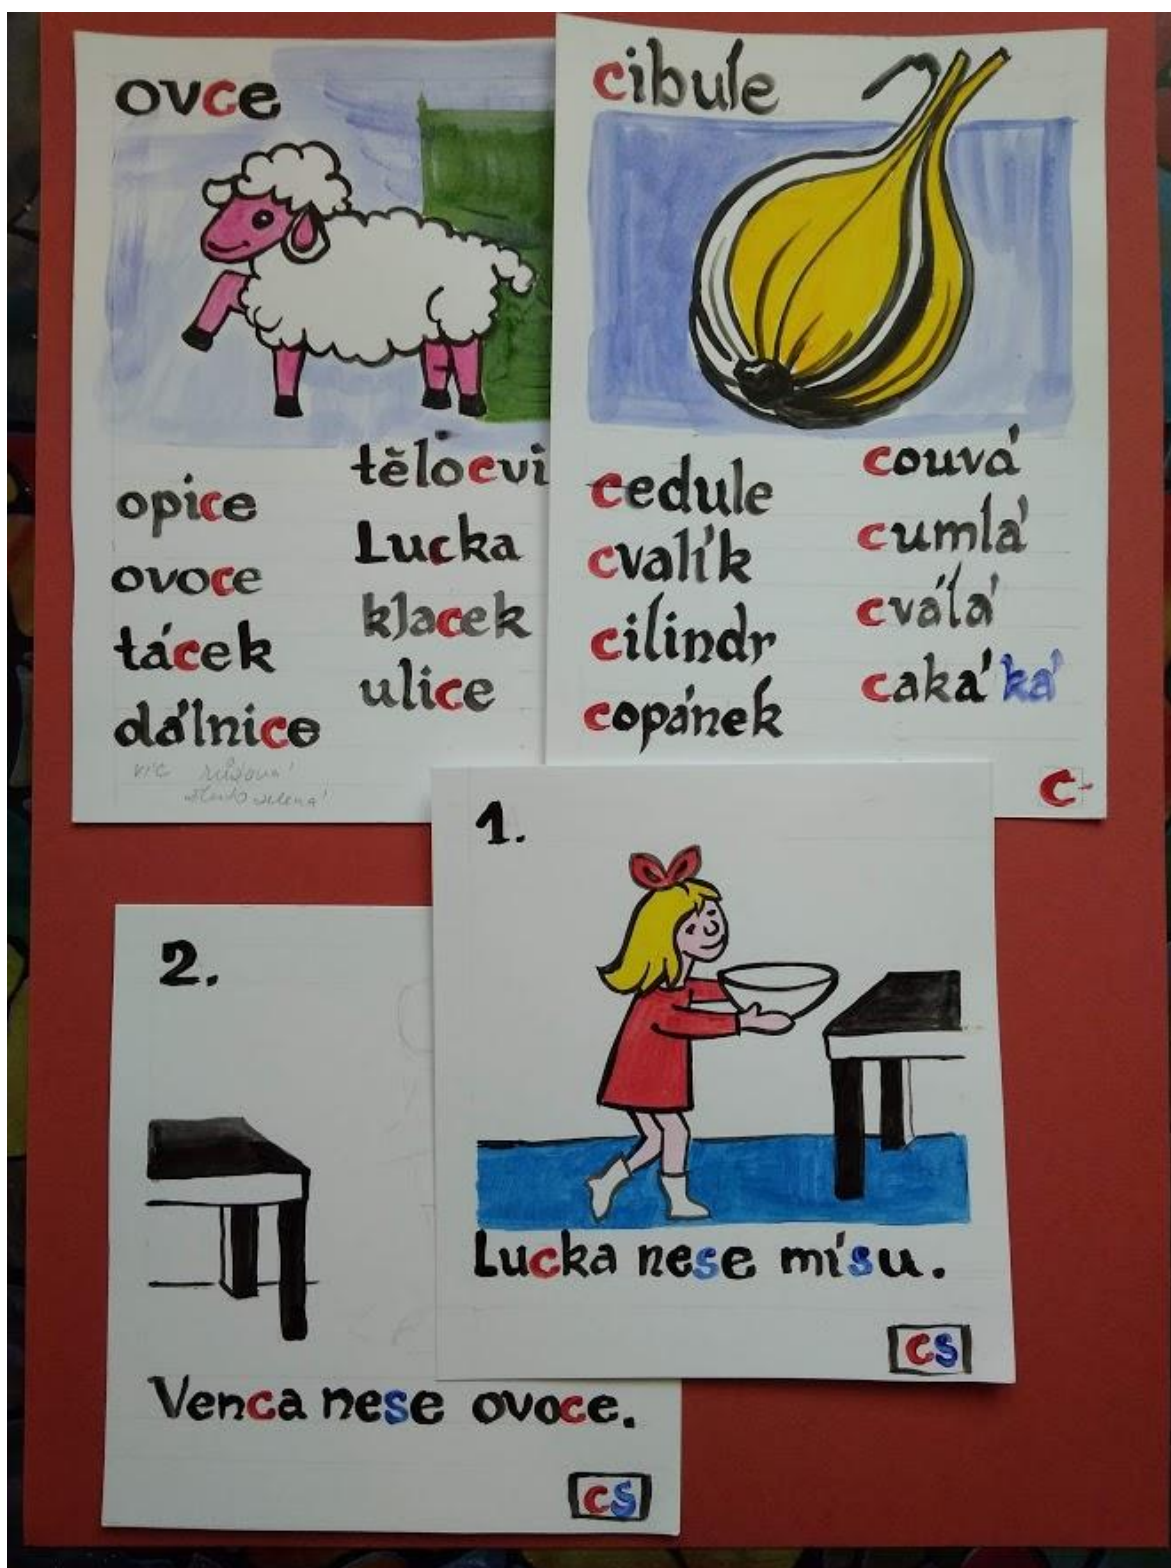 ovce
opice
ovoce
tácek
dálnice
tělocvi
Lucka
klacek
ulice
víc
cibule
cedule
cvalík
cilindr
copánek
couvá
cumlá
cválá
caká ká
c
1.
Lucka nese mísu.
cs
2.
Venca nese ovoce.
cs